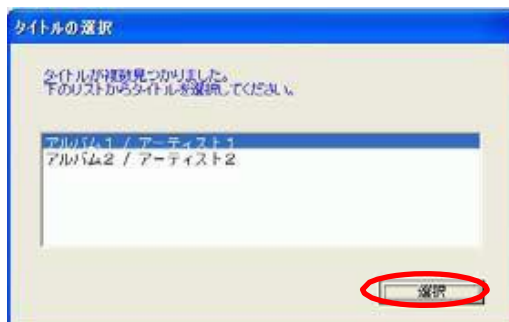 タイトルの選択
タイトルが複数見つかりました。
下のリストからタイトルを選択してください。
アルバム1 / アーティスト1
アルバム2 / アーティスト2
選択